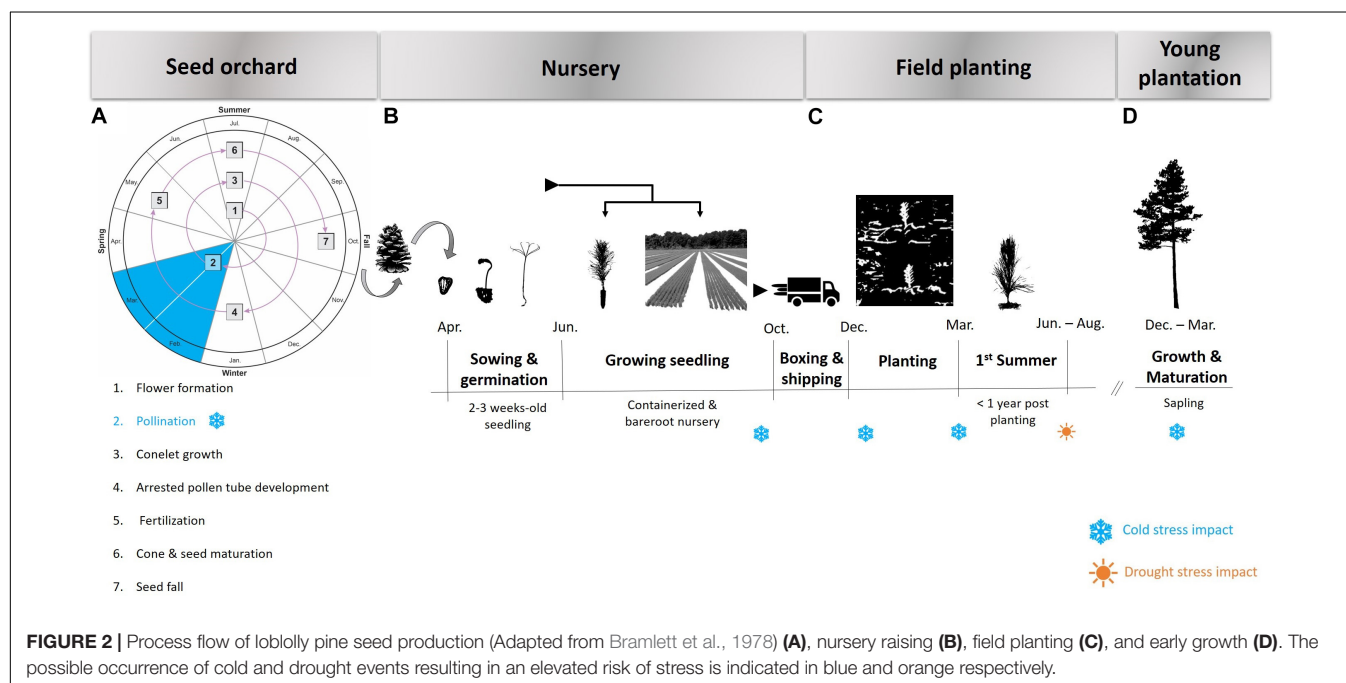 Seed orchard
Nursery
Field planting
Young
plantation
A
Summer
Jul.
Aug.
Sep.
Oct.
Fall
Nov.
Dec.
Jan.
Winter
Feb.
Mar.
Apr.
Spring
May.
Jun.
6
3
1
5
7
2
4
1. Flower formation
2. Pollination
3. Conelet growth
4. Arrested pollen tube development
5. Fertilization
6. Cone & seed maturation
7. Seed fall
B
Apr.
Jun.
Oct.
Sowing &
germination
Growing seedling
Boxing &
shipping
2-3 weeks-old
seedling
Containerized &
bareroot nursery
C
Dec.
Mar.
Jun. – Aug.
Planting
1st Summer
< 1 year post
planting
D
Dec. – Mar.
Growth &
Maturation
//
Sapling
Cold stress impact
Drought stress impact
FIGURE 2 | Process flow of loblolly pine seed production (Adapted from Bramlett et al., 1978) (A), nursery raising (B), field planting (C), and early growth (D). The
possible occurrence of cold and drought events resulting in an elevated risk of stress is indicated in blue and orange respectively.